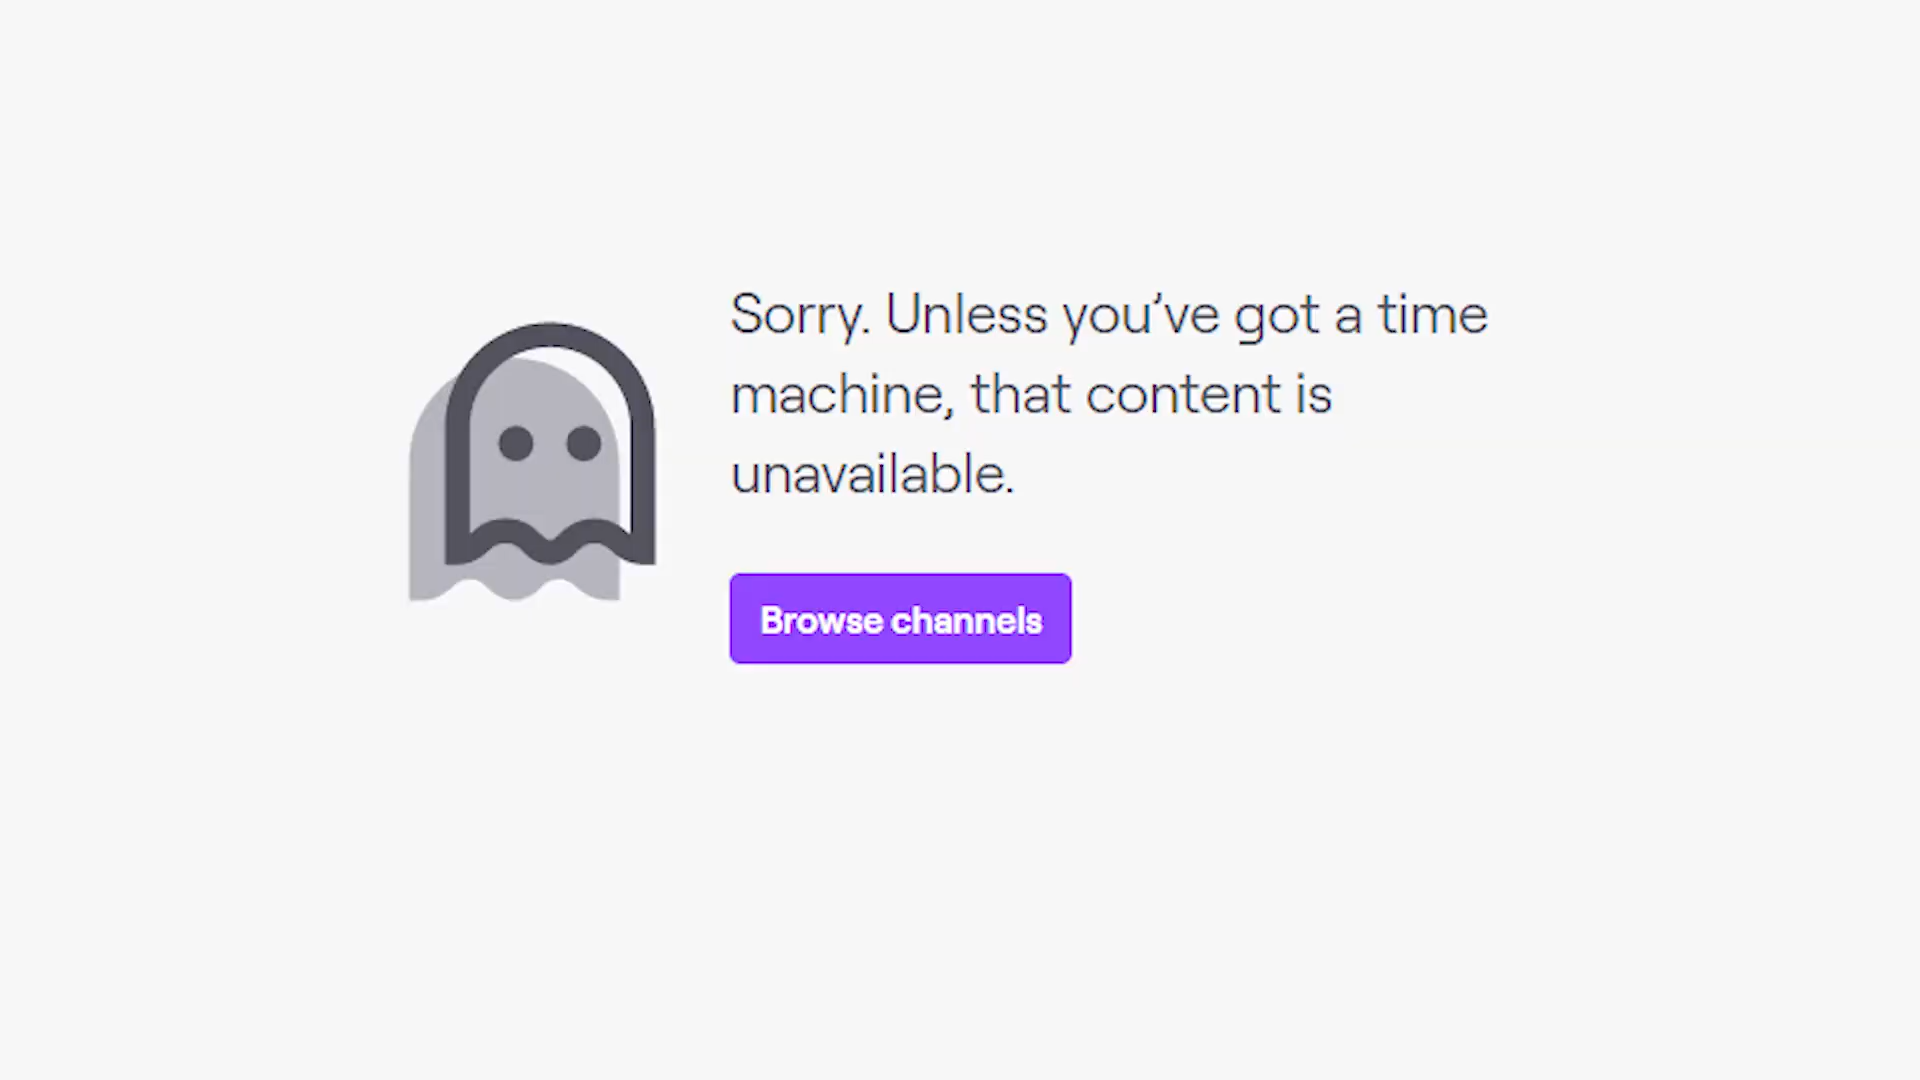 Sorry. Unless you’ve got a time
machine, that content is
unavailable.
Browse channels